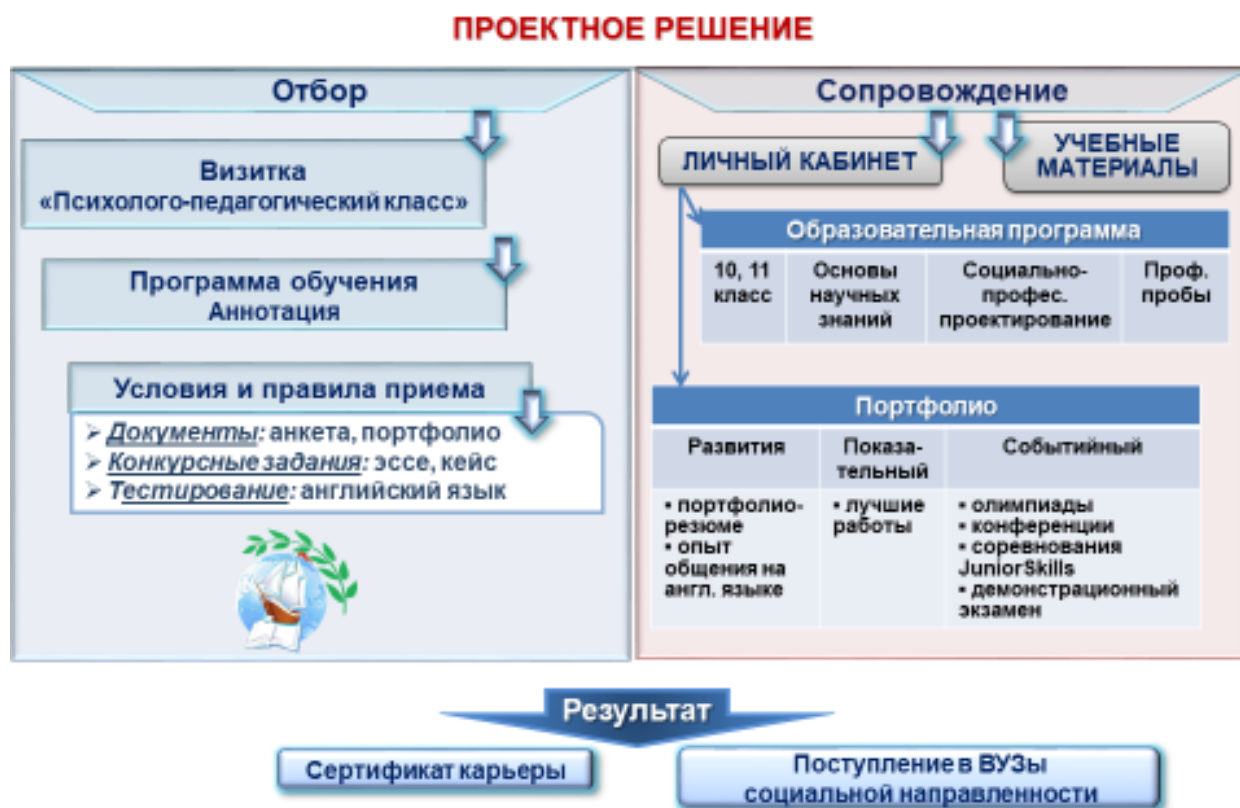 ПРОЕКТНОЕ РЕШЕНИЕ
Отбор
Визитка
«Психолого-педагогический класс»
Программа обучения
Аннотация
Условия и правила приема
➢ Документы: анкета, портфолио
➢ Конкурсные задания: эссе, кейс
➢ Тестирование: английский язык
Сопровождение
ЛИЧНЫЙ КАБИНЕТ
УЧЕБНЫЕ
МАТЕРИАЛЫ
Образовательная программа
10, 11
класс
Основы
научных
знаний
Социально-
профес.
проектирование
Проф.
пробы
Портфолио
Развития
Показа-
тельный
Событийный
▪ портфолио-
резюме
▪ опыт
общения на
англ. языке
▪ лучшие
работы
▪ олимпиады
▪ конференции
▪ соревнования
JuniorSkills
▪ демонстрационный
экзамен
Результат
Сертификат карьеры
Поступление в ВУЗы
социальной направленности